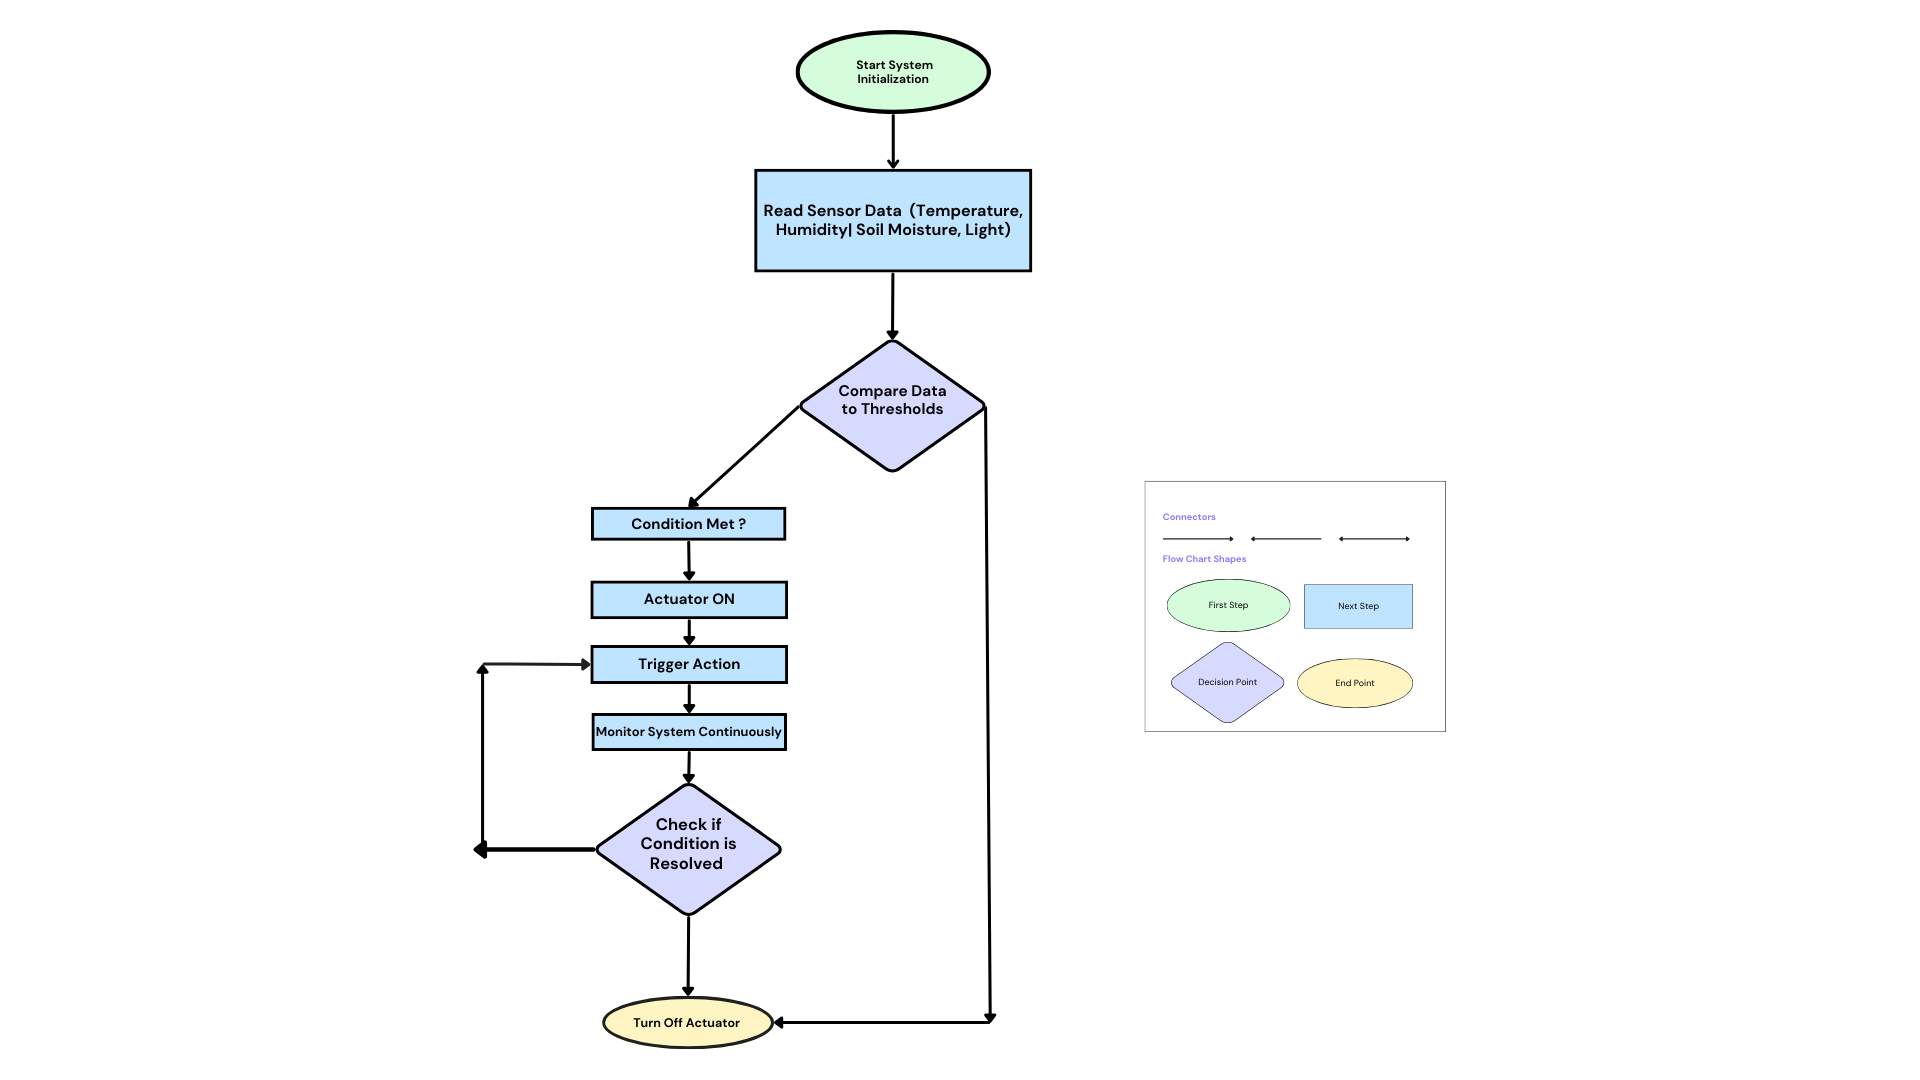 Start System
Initialization
Read Sensor Data  (Temperature,
Humidity| Soil Moisture, Light)
Compare Data
to Thresholds
Condition Met ?
Actuator ON
Trigger Action
Monitor System Continuously
Check if
Condition is
Resolved
Turn Off Actuator
Connectors
Flow Chart Shapes
First Step
Next Step
Decision Point
End Point